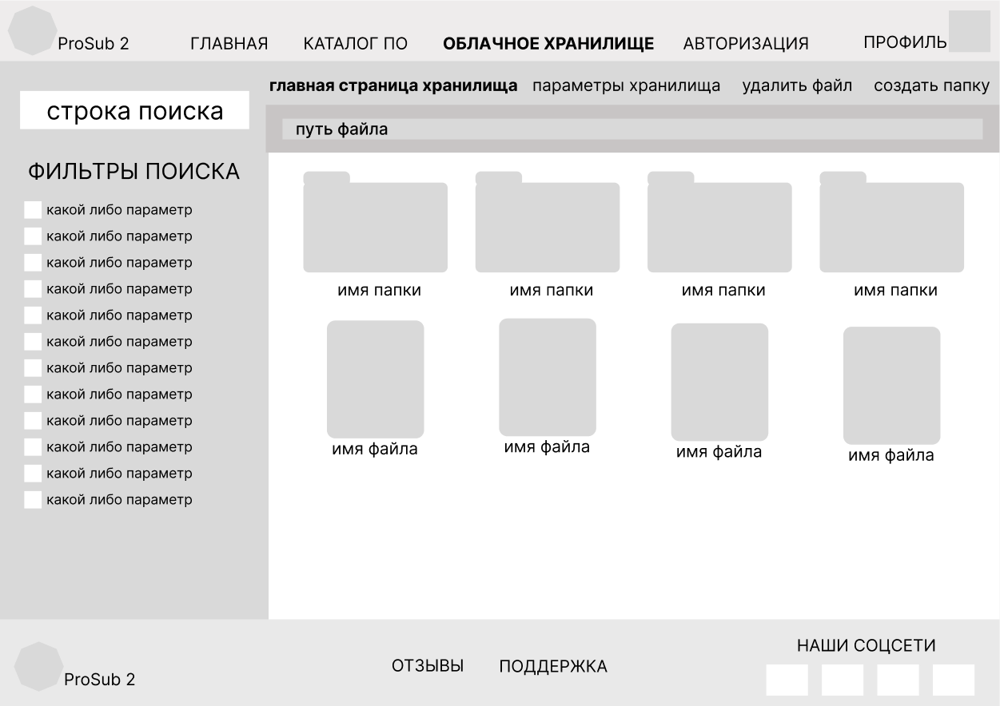 ProSub 2
ГЛАВНАЯ
КАТАЛОГ ПО
ОБЛАЧНОЕ ХРАНИЛИЩЕ
АВТОРИЗАЦИЯ
ПРОФИЛЬ
главная страница хранилища
параметры хранилища
удалить файл
создать папку
строка поиска
путь файла
ФИЛЬТРЫ ПОИСКА
какой либо параметр
какой либо параметр
какой либо параметр
какой либо параметр
какой либо параметр
какой либо параметр
какой либо параметр
какой либо параметр
какой либо параметр
какой либо параметр
какой либо параметр
какой либо параметр
имя папки
имя папки
имя папки
имя папки
имя файла
имя файла
имя файла
имя файла
ProSub 2
ОТЗЫВЫ
ПОДДЕРЖКА
НАШИ СОЦСЕТИ